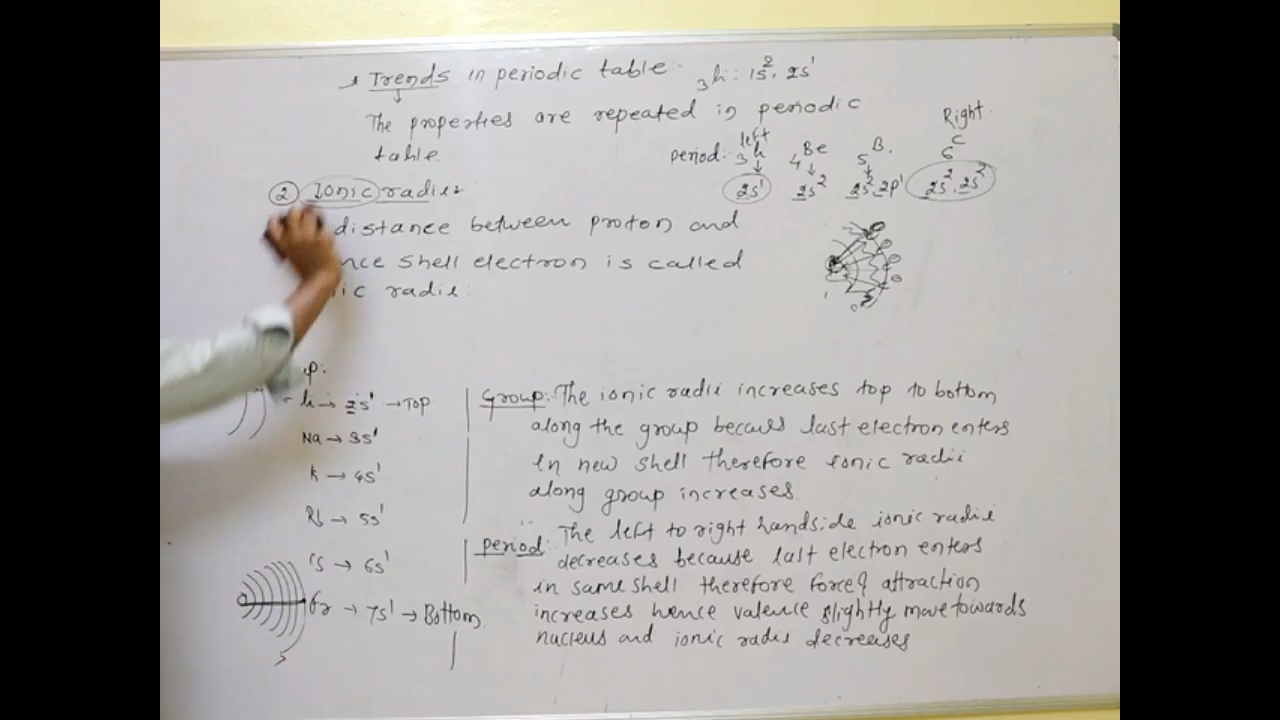 Trends in periodic table. ₃li : 1s², 2s¹
The properties are repeated in periodic
table.
left Right
period: ₃li ₄Be ₅B. ₆C
2s¹ 2s² 2s², 2p¹ 2s², 2s²
② Ionic radius
distance between proton and
nce shell electron is called
ic radii
p:
li → 2s¹ → Top
Na → 3s¹
K → 4s¹
Rb → 5s¹
Cs → 6s¹
Fr → 7s¹ → Bottom
Group: The ionic radii increases top to bottom
along the group becaus last electron enters
in new shell therefore ionic radii
along group increases
period: The left to right handside ionic radii
decreases because last electron enters
in same shell therefore force of attraction
increases hence valence slightly move towards
nucleus and ionic radis decreases